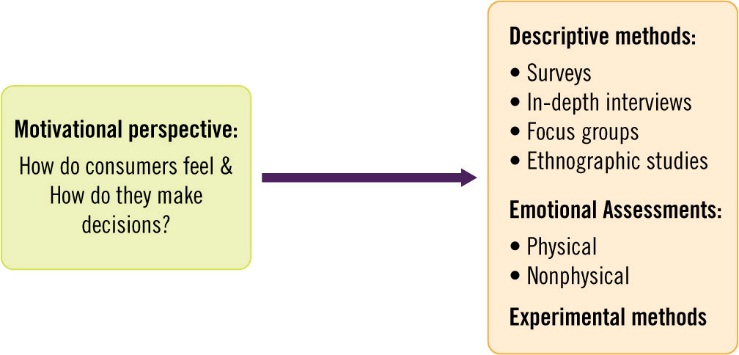 Motivational perspective:
How do consumers feel &
How do they make
decisions?
Descriptive methods:
• Surveys
• In-depth interviews
• Focus groups
• Ethnographic studies
Emotional Assessments:
• Physical
• Nonphysical
Experimental methods